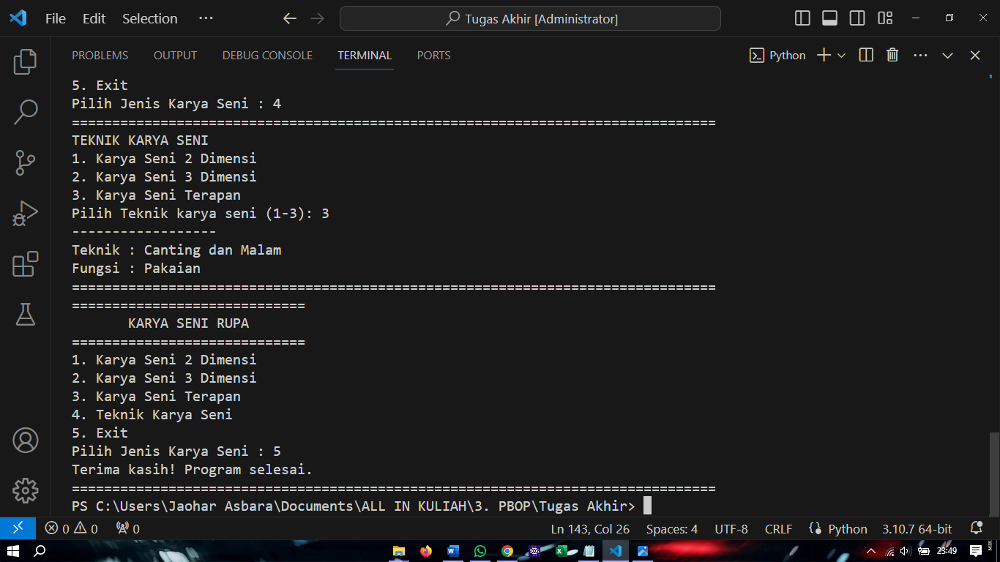 File Edit Selection ···
Tugas Akhir [Administrator]
PROBLEMS OUTPUT DEBUG CONSOLE TERMINAL PORTS
Python
5. Exit
Pilih Jenis Karya Seni : 4
================================================================================
TEKNIK KARYA SENI
1. Karya Seni 2 Dimensi
2. Karya Seni 3 Dimensi
3. Karya Seni Terapan
Pilih Teknik karya seni (1-3): 3
------------------
Teknik : Canting dan Malam
Fungsi : Pakaian
================================================================================
=============================
KARYA SENI RUPA
=============================
1. Karya Seni 2 Dimensi
2. Karya Seni 3 Dimensi
3. Karya Seni Terapan
4. Teknik Karya Seni
5. Exit
Pilih Jenis Karya Seni : 5
Terima kasih! Program selesai.
================================================================================
PS C:\Users\Jaohar Asbara\Documents\ALL IN KULIAH\3. PBOP\Tugas Akhir>
0 0 0 Ln 143, Col 26 Spaces: 4 UTF-8 CRLF Python 3.10.7 64-bit
23:49
MIK